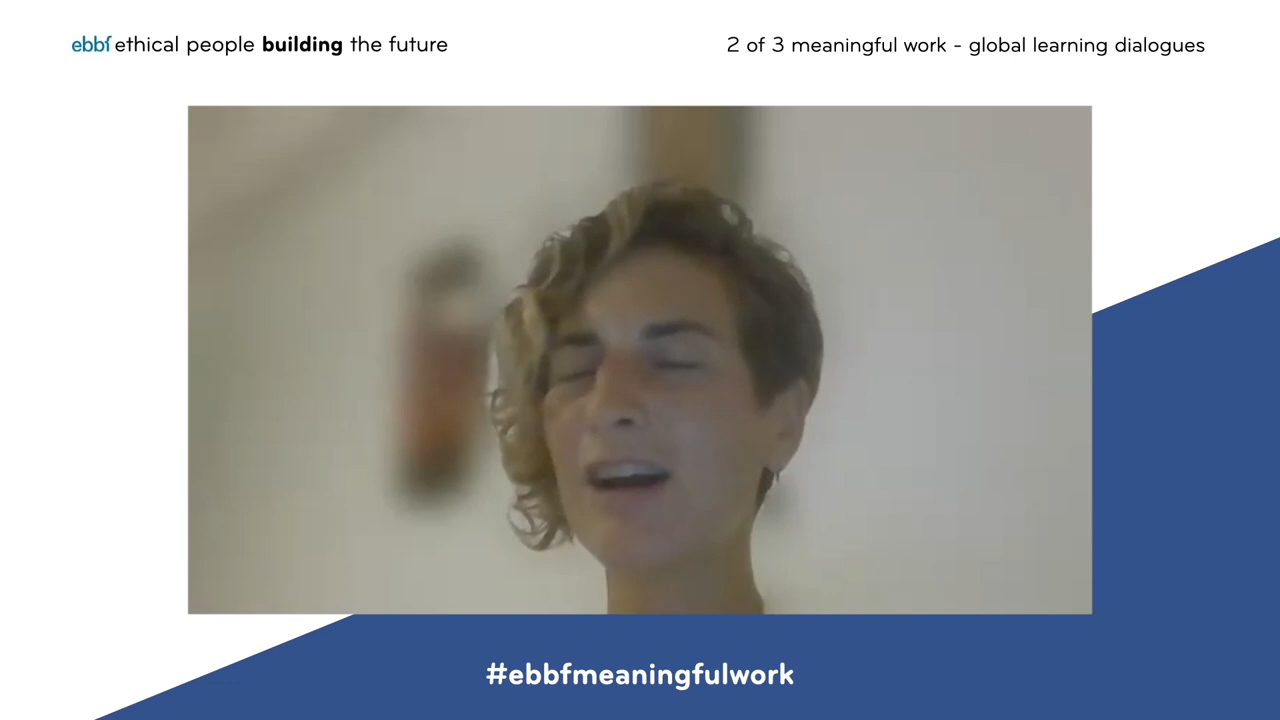 ebbf ethical people building the future
2 of 3 meaningful work - global learning dialogues
#ebbfmeaningfulwork